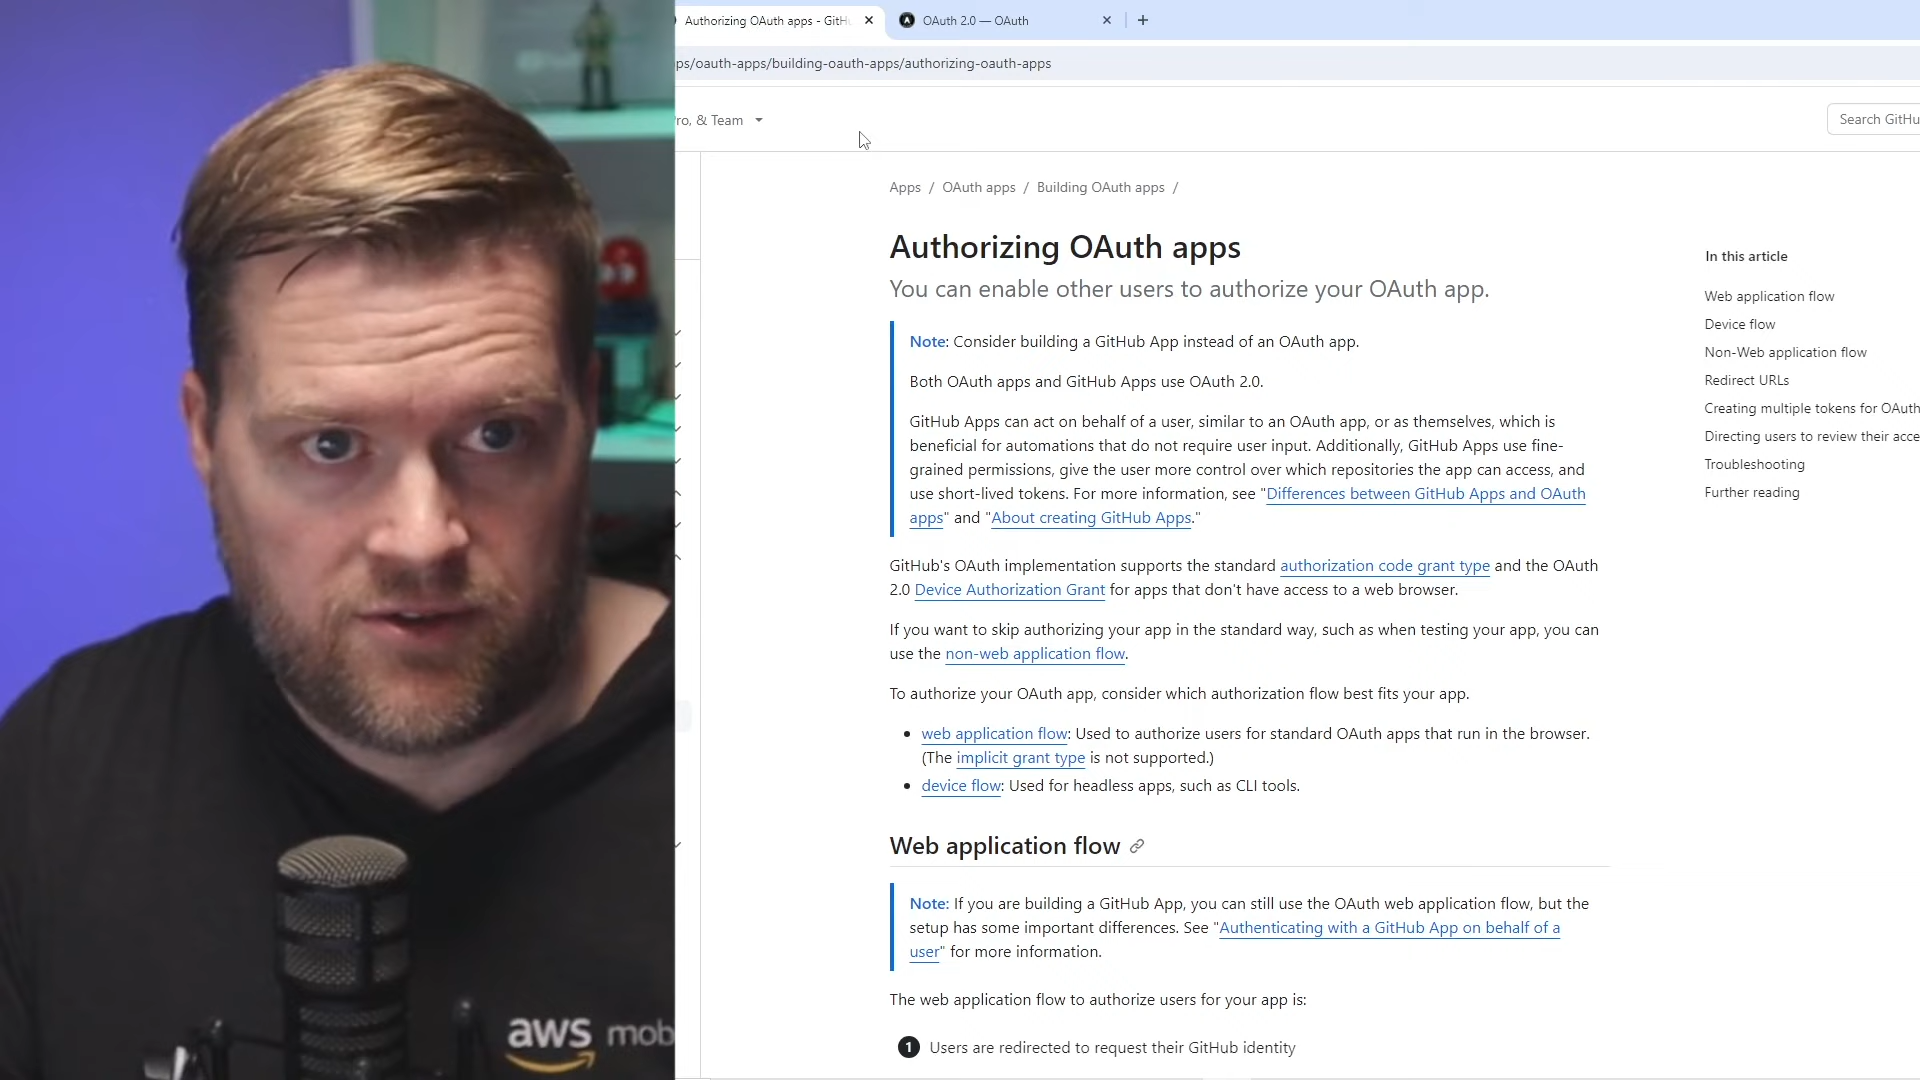 Authorizing OAuth apps - GitH
OAuth 2.0 — OAuth
ps/oauth-apps/building-oauth-apps/authorizing-oauth-apps
ro, & Team
Search GitHu
Apps / OAuth apps / Building OAuth apps /
Authorizing OAuth apps
You can enable other users to authorize your OAuth app.
Note: Consider building a GitHub App instead of an OAuth app.
Both OAuth apps and GitHub Apps use OAuth 2.0.
GitHub Apps can act on behalf of a user, similar to an OAuth app, or as themselves, which is
beneficial for automations that do not require user input. Additionally, GitHub Apps use fine-
grained permissions, give the user more control over which repositories the app can access, and
use short-lived tokens. For more information, see "Differences between GitHub Apps and OAuth
apps" and "About creating GitHub Apps."
GitHub's OAuth implementation supports the standard authorization code grant type and the OAuth
2.0 Device Authorization Grant for apps that don't have access to a web browser.
If you want to skip authorizing your app in the standard way, such as when testing your app, you can
use the non-web application flow.
To authorize your OAuth app, consider which authorization flow best fits your app.
• web application flow: Used to authorize users for standard OAuth apps that run in the browser.
(The implicit grant type is not supported.)
• device flow: Used for headless apps, such as CLI tools.
Web application flow
Note: If you are building a GitHub App, you can still use the OAuth web application flow, but the
setup has some important differences. See "Authenticating with a GitHub App on behalf of a
user" for more information.
The web application flow to authorize users for your app is:
1 Users are redirected to request their GitHub identity
In this article
Web application flow
Device flow
Non-Web application flow
Redirect URLs
Creating multiple tokens for OAuth
Directing users to review their acce
Troubleshooting
Further reading
aws mob